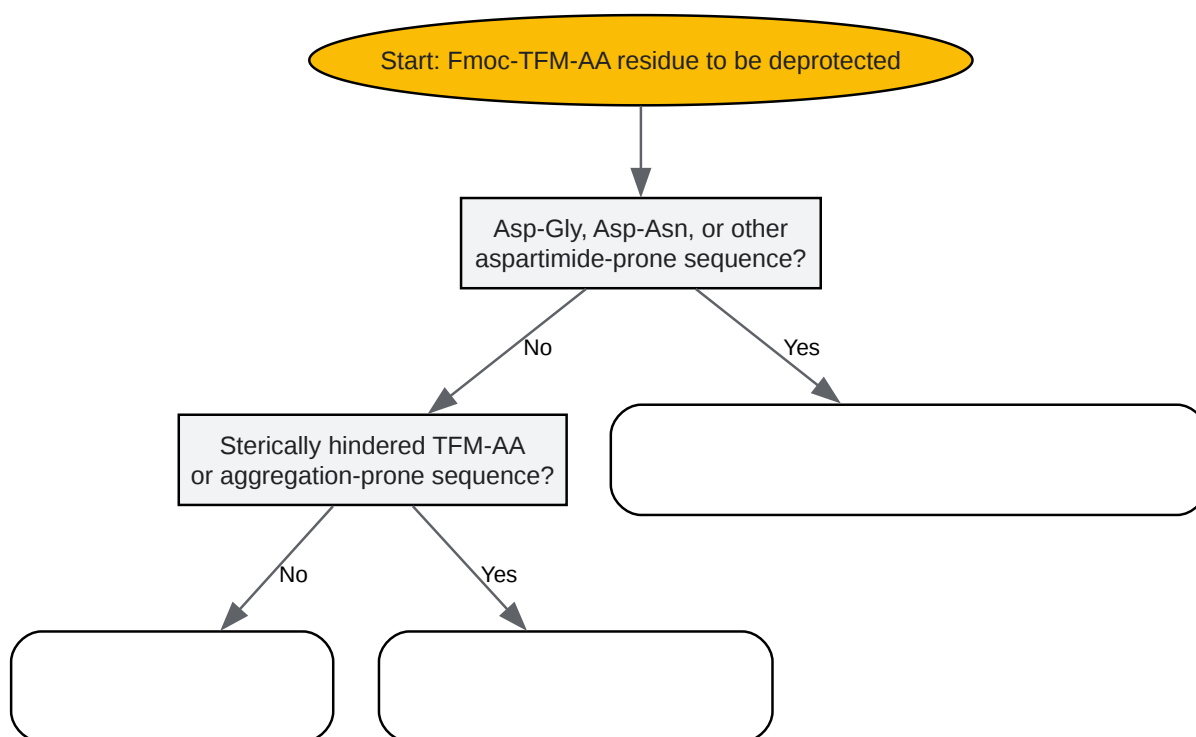 Start: Fmoc-TFM-AA residue to be deprotected
Asp-Gly, Asp-Asn, or other
aspartimide-prone sequence?
No
Yes
Sterically hindered TFM-AA
or aggregation-prone sequence?
No
Yes